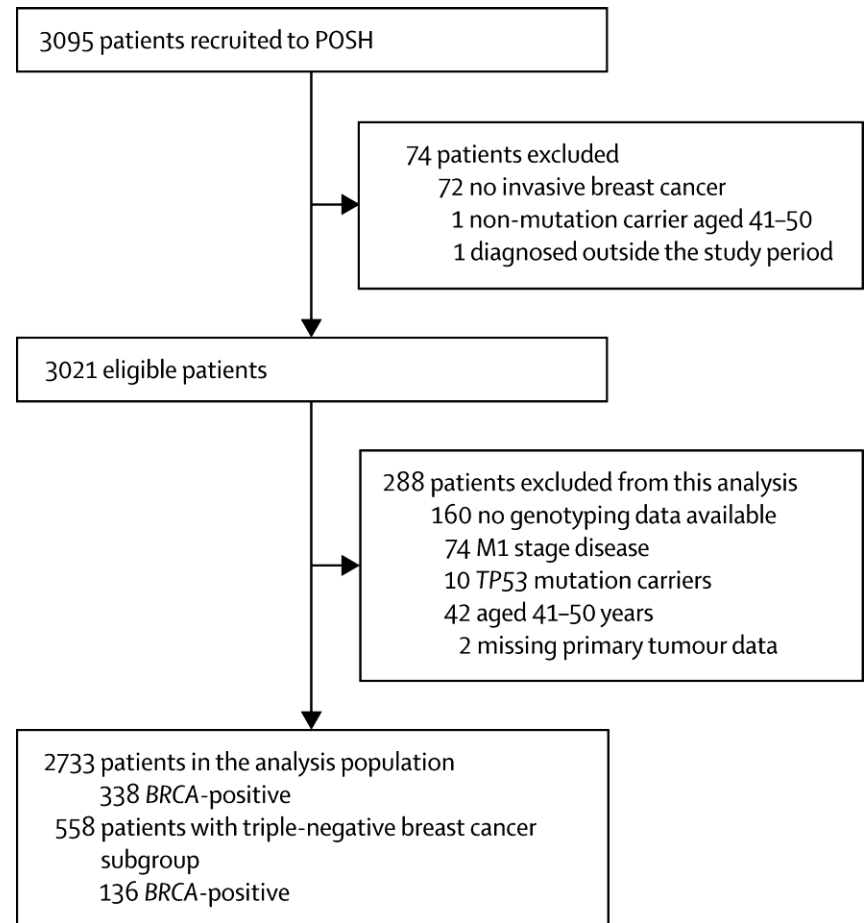 3095 patients recruited to POSH
74 patients excluded
72 no invasive breast cancer
1 non-mutation carrier aged 41–50
1 diagnosed outside the study period
3021 eligible patients
288 patients excluded from this analysis
160 no genotyping data available
74 M1 stage disease
10 TP53 mutation carriers
42 aged 41–50 years
2 missing primary tumour data
2733 patients in the analysis population
338 BRCA-positive
558 patients with triple-negative breast cancer
subgroup
136 BRCA-positive